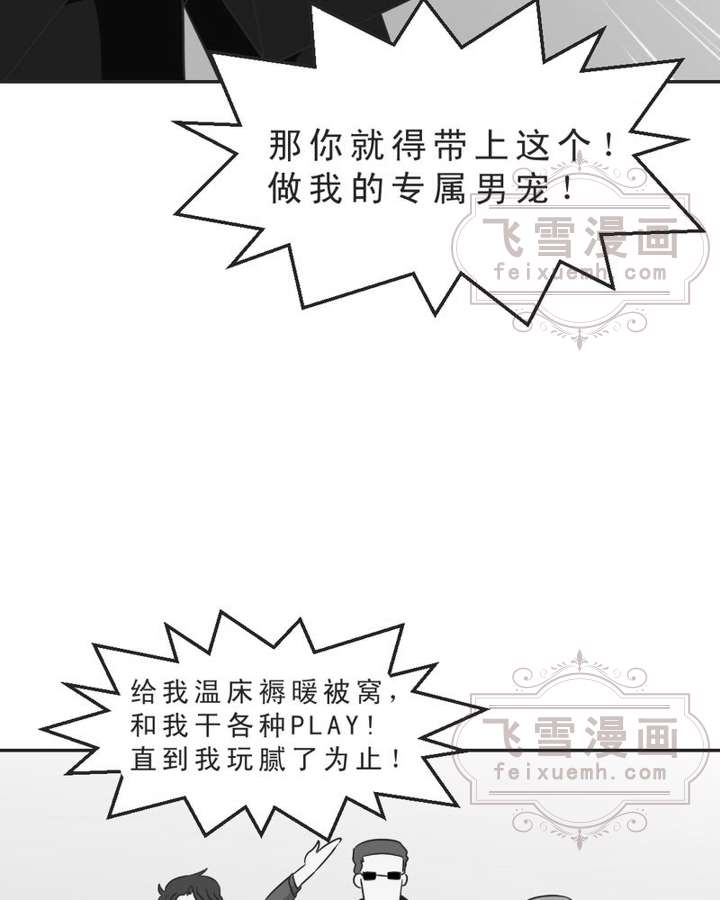 那你就得带上这个！
做我的专属男宠！
飞雪漫画
feixuemh.com
给我温床褥暖被窝，
和我干各种PLAY!
直到我玩腻了为止！
飞雪漫画
feixuemh.com